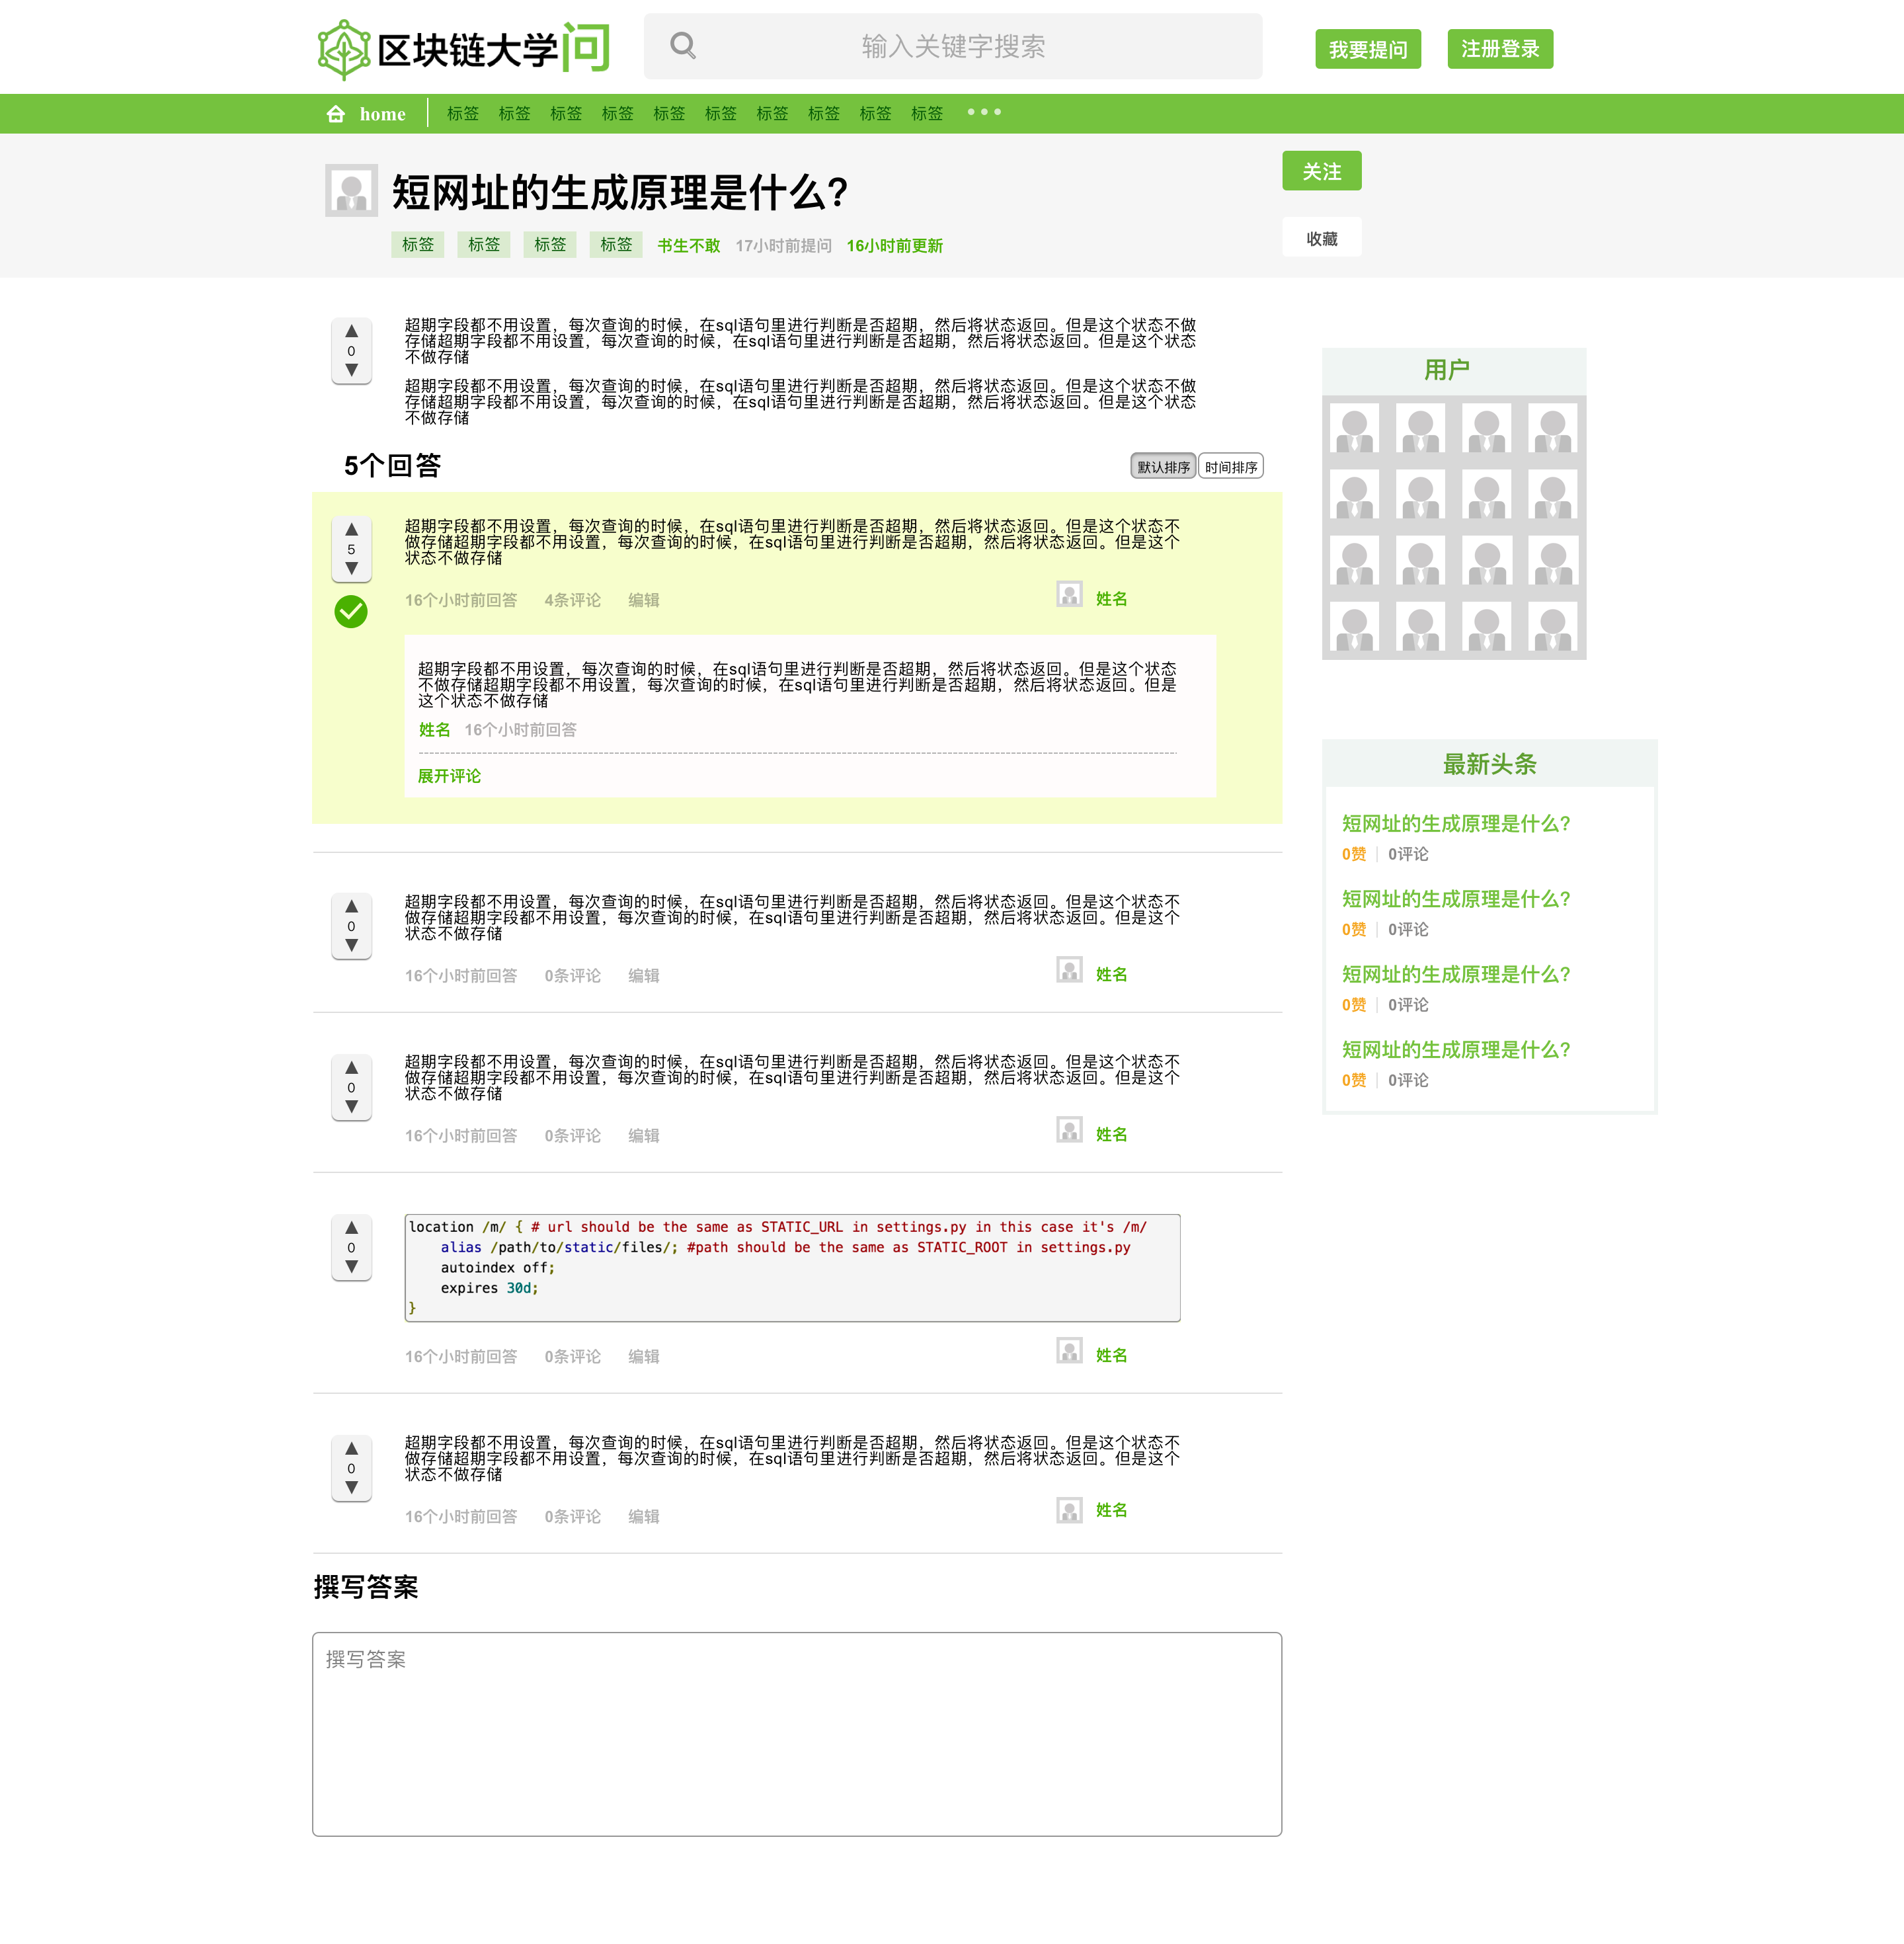 区块链大学问
输入关键字搜索
我要提问
注册登录
home 标签 标签 标签 标签 标签 标签 标签 标签 标签 标签
短网址的生成原理是什么?
关注
标签 标签 标签 标签 书生不敢 17小时前提问 16小时前更新
收藏
0
超期字段都不用设置，每次查询的时候，在sql语句里进行判断是否超期，然后将状态返回。但是这个状态不做
存储超期字段都不用设置，每次查询的时候，在sql语句里进行判断是否超期，然后将状态返回。但是这个状态
不做存储
超期字段都不用设置，每次查询的时候，在sql语句里进行判断是否超期，然后将状态返回。但是这个状态不做
存储超期字段都不用设置，每次查询的时候，在sql语句里进行判断是否超期，然后将状态返回。但是这个状态
不做存储
5个回答
默认排序 时间排序
5
超期字段都不用设置，每次查询的时候，在sql语句里进行判断是否超期，然后将状态返回。但是这个状态不
做存储超期字段都不用设置，每次查询的时候，在sql语句里进行判断是否超期，然后将状态返回。但是这个
状态不做存储
16个小时前回答 4条评论 编辑 姓名
超期字段都不用设置，每次查询的时候，在sql语句里进行判断是否超期，然后将状态返回。但是这个状态
不做存储超期字段都不用设置，每次查询的时候，在sql语句里进行判断是否超期，然后将状态返回。但是
这个状态不做存储
姓名 16个小时前回答
展开评论
0
超期字段都不用设置，每次查询的时候，在sql语句里进行判断是否超期，然后将状态返回。但是这个状态不
做存储超期字段都不用设置，每次查询的时候，在sql语句里进行判断是否超期，然后将状态返回。但是这个
状态不做存储
16个小时前回答 0条评论 编辑 姓名
0
超期字段都不用设置，每次查询的时候，在sql语句里进行判断是否超期，然后将状态返回。但是这个状态不
做存储超期字段都不用设置，每次查询的时候，在sql语句里进行判断是否超期，然后将状态返回。但是这个
状态不做存储
16个小时前回答 0条评论 编辑 姓名
0
location /m/ { # url should be the same as STATIC_URL in settings.py in this case it's /m/
    alias /path/to/static/files/; #path should be the same as STATIC_ROOT in settings.py
    autoindex off;
    expires 30d;
}
16个小时前回答 0条评论 编辑 姓名
0
超期字段都不用设置，每次查询的时候，在sql语句里进行判断是否超期，然后将状态返回。但是这个状态不
做存储超期字段都不用设置，每次查询的时候，在sql语句里进行判断是否超期，然后将状态返回。但是这个
状态不做存储
16个小时前回答 0条评论 编辑 姓名
撰写答案
撰写答案
用户
最新头条
短网址的生成原理是什么?
0赞 | 0评论
短网址的生成原理是什么?
0赞 | 0评论
短网址的生成原理是什么?
0赞 | 0评论
短网址的生成原理是什么?
0赞 | 0评论